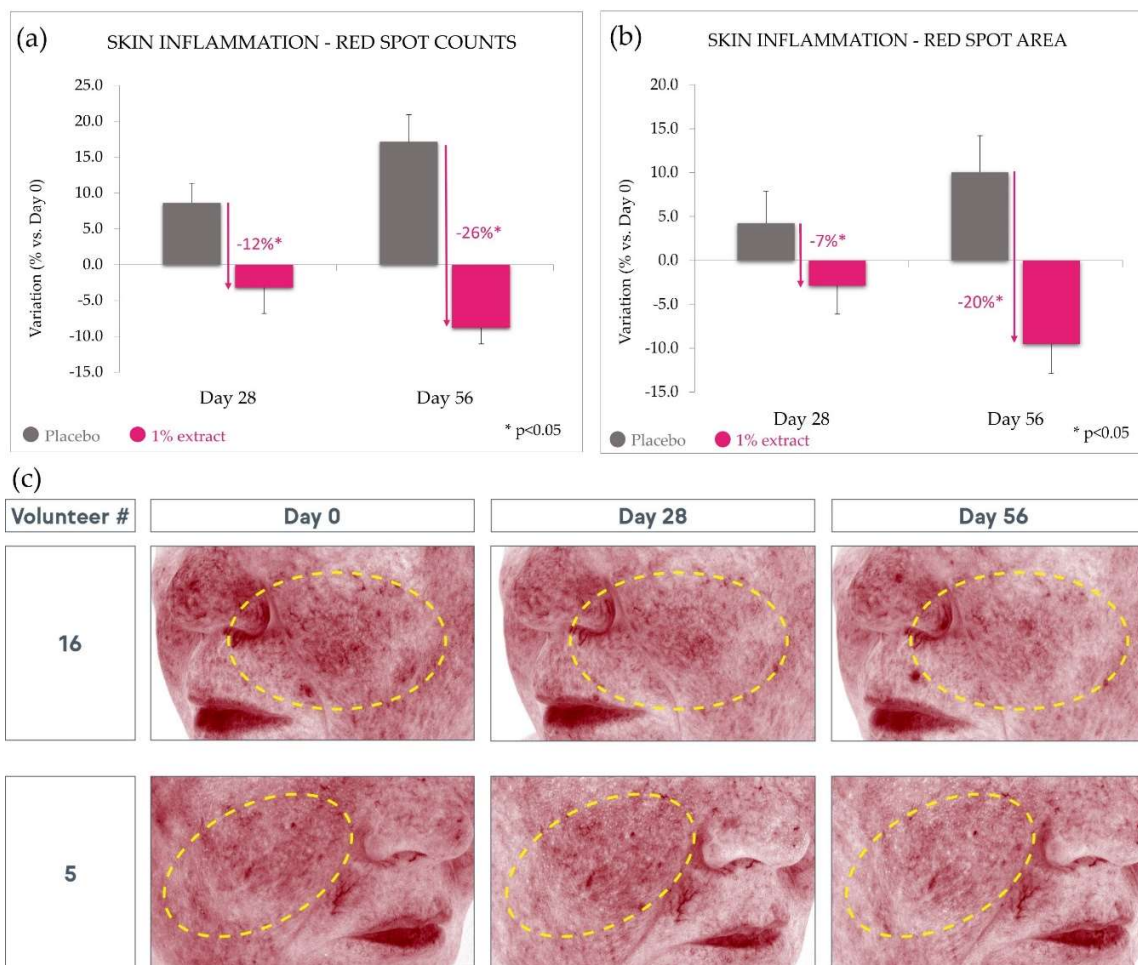 (a)
SKIN INFLAMMATION - RED SPOT COUNTS
Variation (% vs. Day 0)
25.0
20.0
15.0
10.0
5.0
0.0
-5.0
-10.0
-15.0
-12%*
-26%*
Day 28 Day 56
Placebo 1% extract * p<0.05
(b)
SKIN INFLAMMATION - RED SPOT AREA
Variation (% vs. Day 0)
20.0
15.0
10.0
5.0
0.0
-5.0
-10.0
-15.0
-7%*
-20%*
Day 28 Day 56
Placebo 1% extract * p<0.05
(c)
Volunteer # Day 0 Day 28 Day 56
16
5